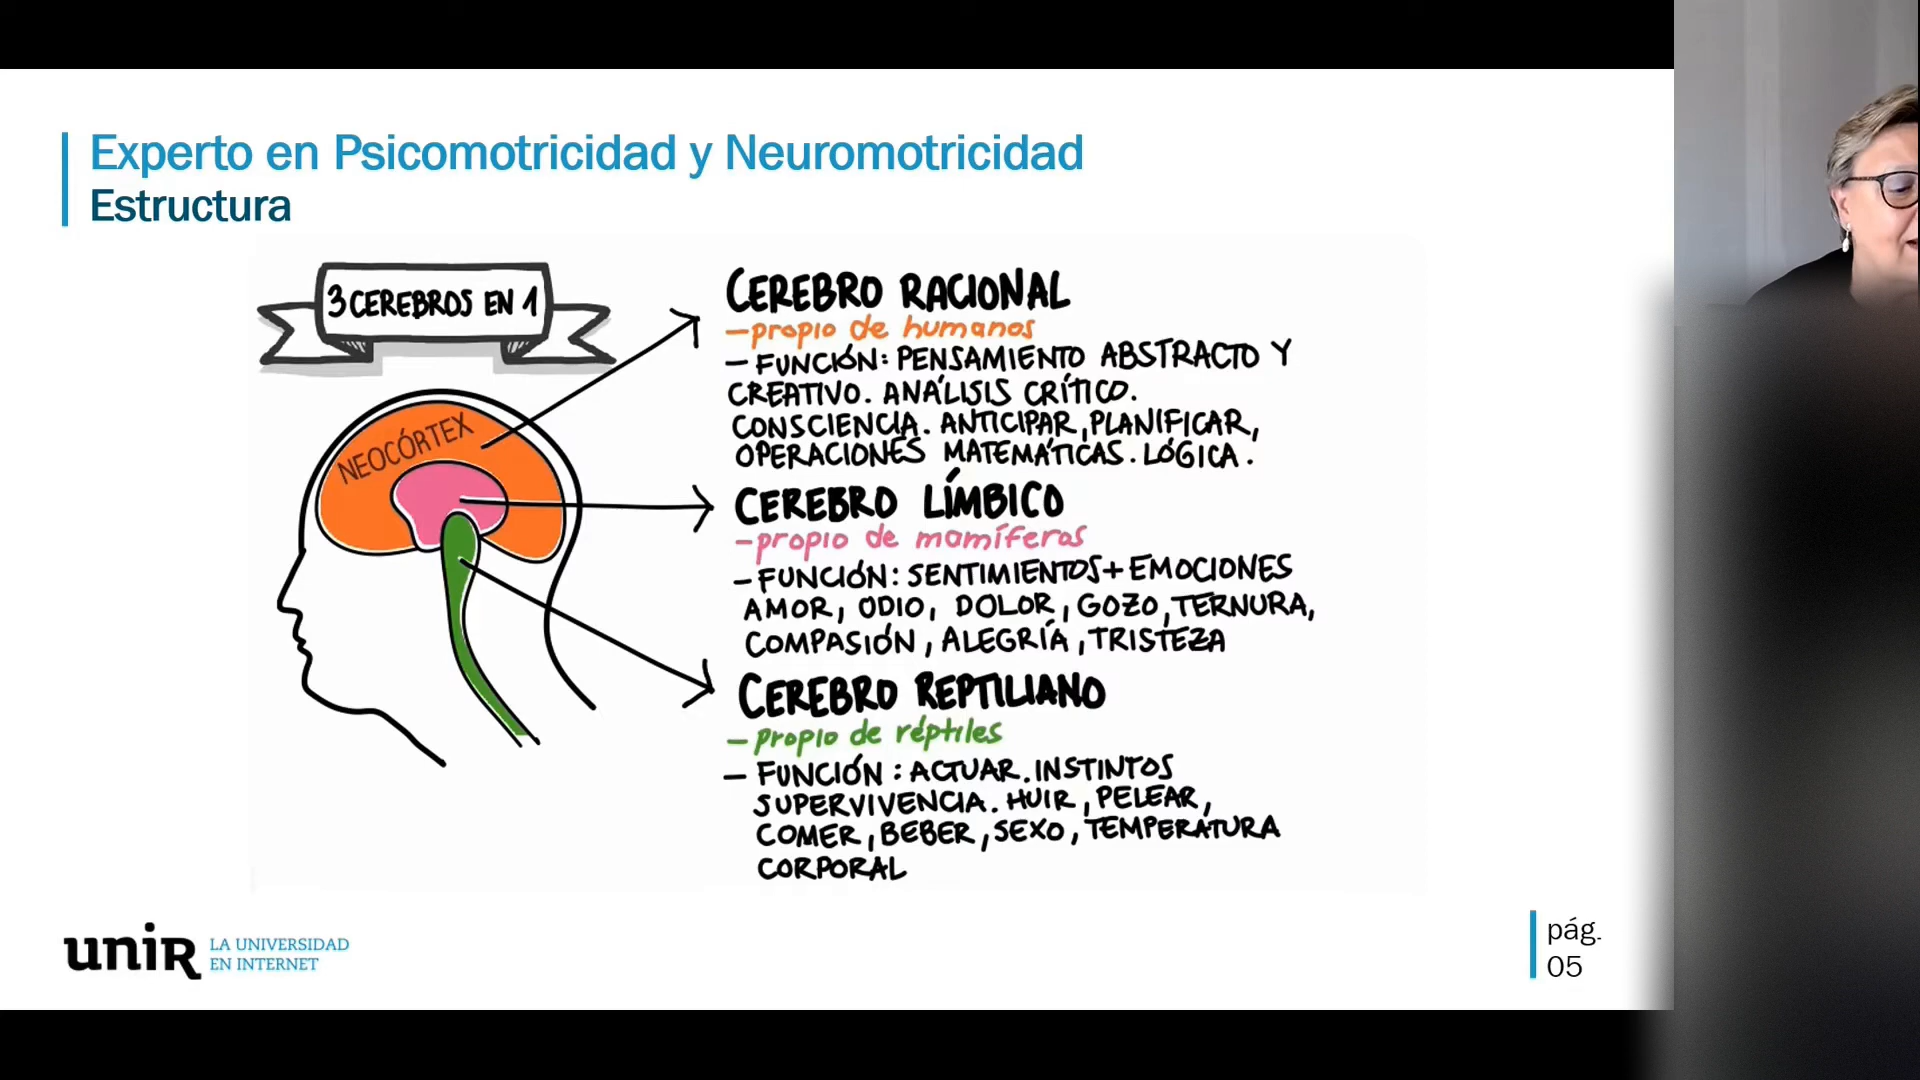 Experto en Psicomotricidad y Neuromotricidad
Estructura
3 CEREBROS EN 1
NEOCÓRTEX
CEREBRO RACIONAL
- propio de humanos
- FUNCIÓN: PENSAMIENTO ABSTRACTO Y
CREATIVO. ANÁLISIS CRÍTICO.
CONSCIENCIA. ANTICIPAR, PLANIFICAR,
OPERACIONES MATEMÁTICAS. LÓGICA.
CEREBRO LÍMBICO
- propio de mamíferos
- FUNCIÓN: SENTIMIENTOS + EMOCIONES
AMOR, ODIO, DOLOR, GOZO, TERNURA,
COMPASIÓN, ALEGRÍA, TRISTEZA
CEREBRO REPTILIANO
- propio de réptiles
- FUNCIÓN: ACTUAR. INSTINTOS
SUPERVIVENCIA. HUIR, PELEAR,
COMER, BEBER, SEXO, TEMPERATURA
CORPORAL
unir
LA UNIVERSIDAD
EN INTERNET
pág.
05